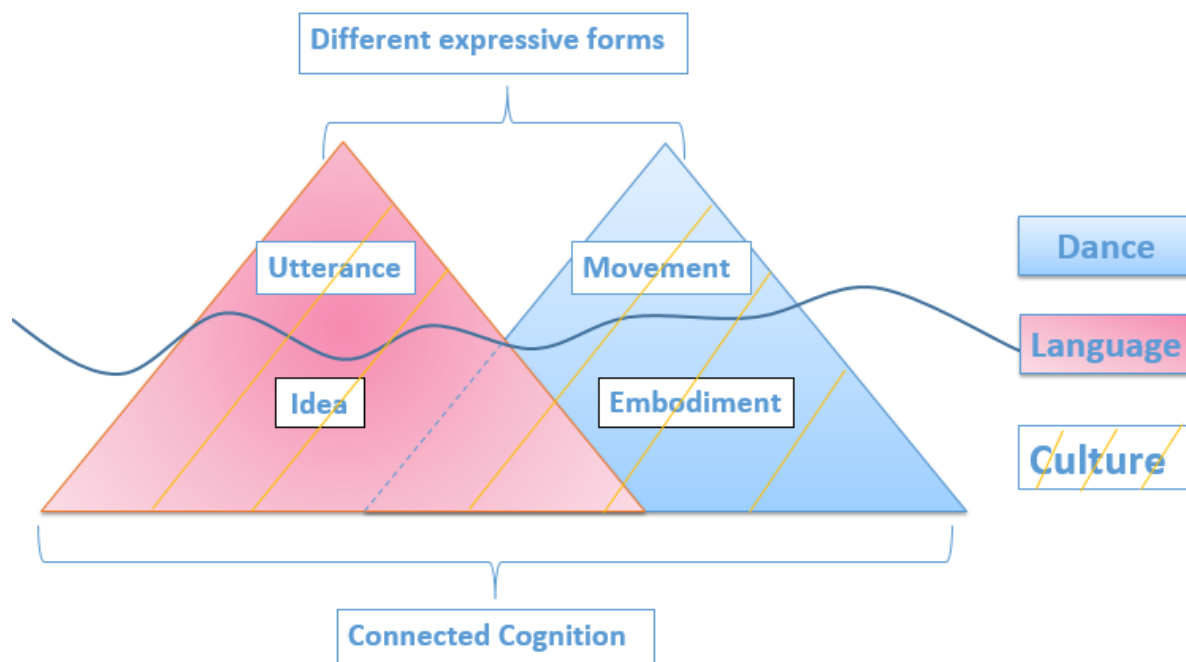 Different expressive forms
Utterance
Movement
Dance
Language
Idea
Embodiment
Culture
Connected Cognition